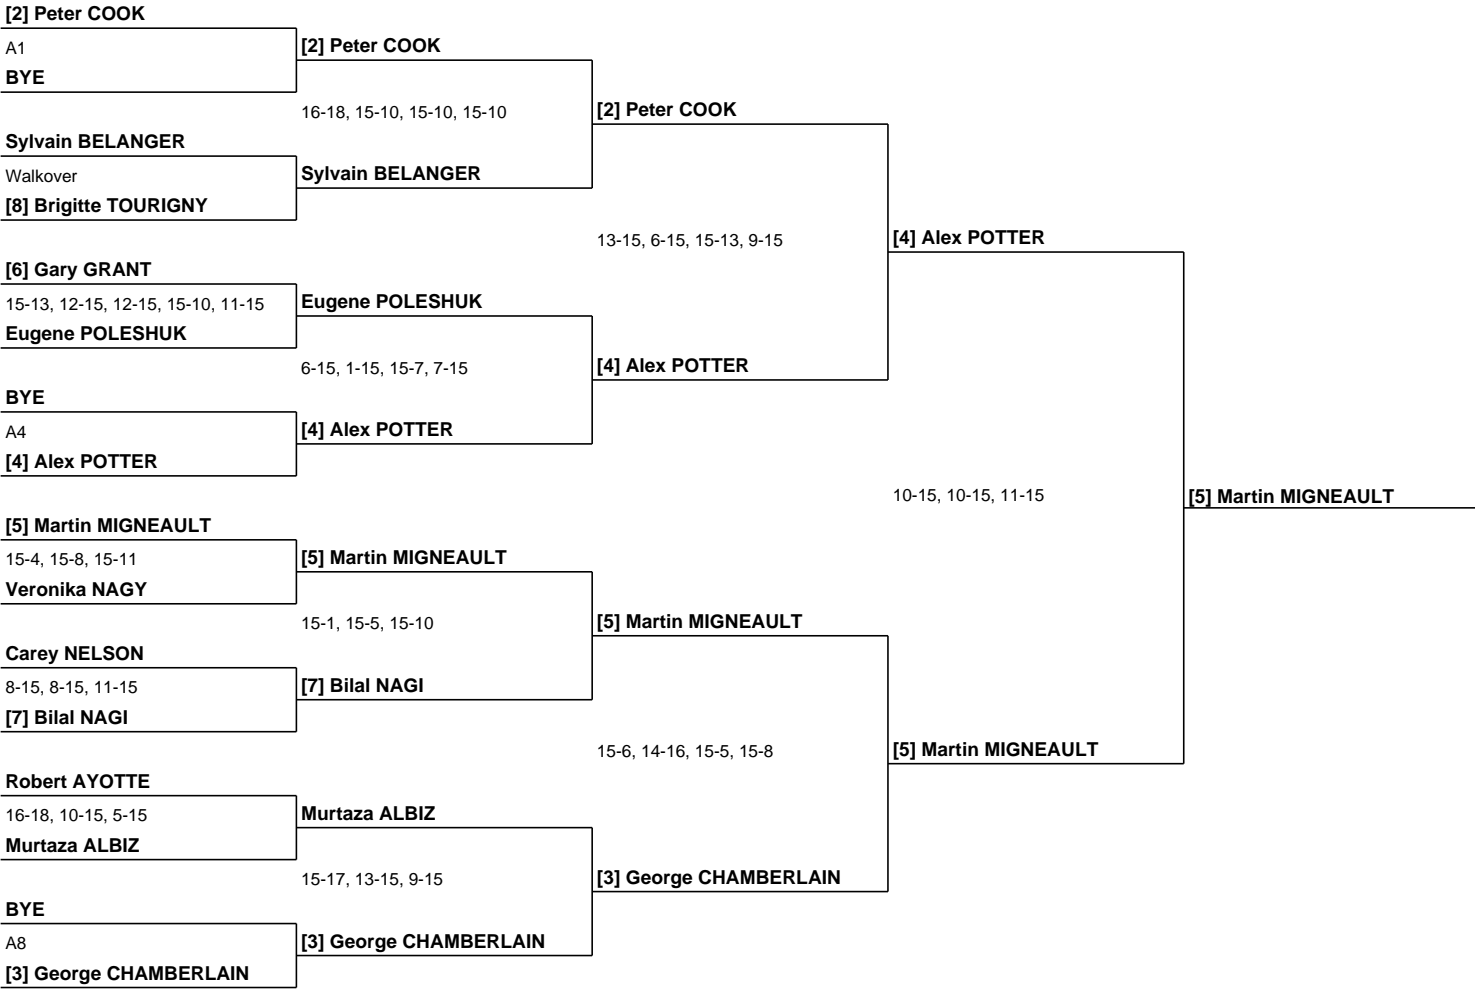 [2] Peter COOK
A1
BYE
Sylvain BELANGER
Walkover
[8] Brigitte TOURIGNY
[6] Gary GRANT
15-13, 12-15, 12-15, 15-10, 11-15
Eugene POLESHUK
BYE
A4
[4] Alex POTTER
[5] Martin MIGNEAULT
15-4, 15-8, 15-11
Veronika NAGY
Carey NELSON
8-15, 8-15, 11-15
[7] Bilal NAGI
Robert AYOTTE
16-18, 10-15, 5-15
Murtaza ALBIZ
BYE
A8
[3] George CHAMBERLAIN
[2] Peter COOK
16-18, 15-10, 15-10, 15-10
Sylvain BELANGER
Eugene POLESHUK
6-15, 1-15, 15-7, 7-15
[4] Alex POTTER
[5] Martin MIGNEAULT
15-1, 15-5, 15-10
[7] Bilal NAGI
Murtaza ALBIZ
15-17, 13-15, 9-15
[3] George CHAMBERLAIN
[2] Peter COOK
13-15, 6-15, 15-13, 9-15
[4] Alex POTTER
[5] Martin MIGNEAULT
15-6, 14-16, 15-5, 15-8
[3] George CHAMBERLAIN
[4] Alex POTTER
10-15, 10-15, 11-15
[5] Martin MIGNEAULT
[5] Martin MIGNEAULT